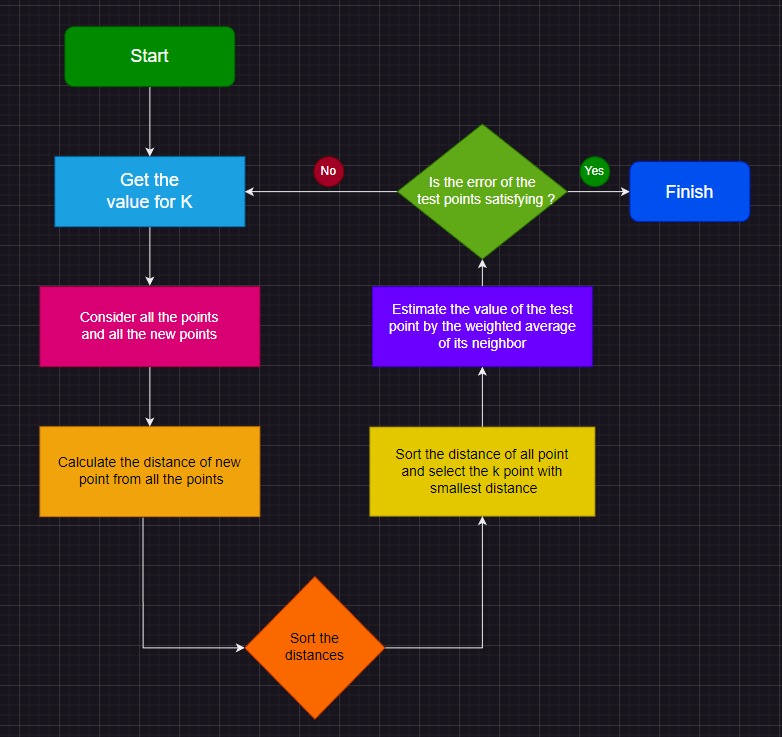 Start
Get the
value for K
No
Is the error of the
test points satisfying ?
Yes
Finish
Consider all the points
and all the new points
Estimate the value of the test
point by the weighted average
of its neighbor
Calculate the distance of new
point from all the points
Sort the distance of all point
and select the k point with
smallest distance
Sort the
distances